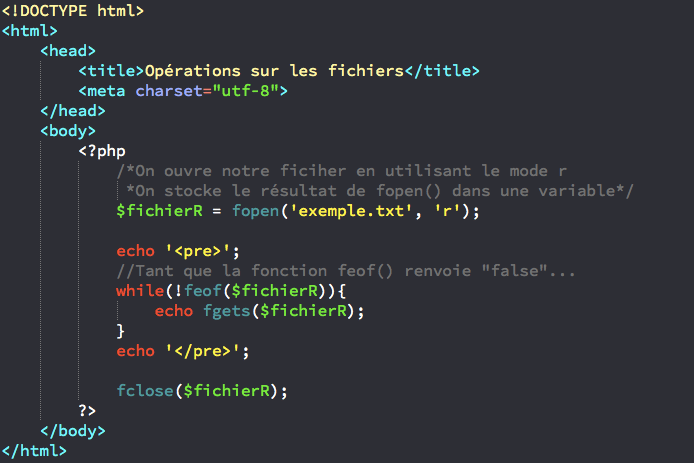 <!DOCTYPE html>
<html>
    <head>
        <title>Opérations sur les fichiers</title>
        <meta charset="utf-8">
    </head>
    <body>
        <?php
            /*On ouvre notre ficiher en utilisant le mode r
             *On stocke le résultat de fopen() dans une variable*/
            $fichierR = fopen('exemple.txt', 'r');

            echo '<pre>';
            //Tant que la fonction feof() renvoie "false"...
            while(!feof($fichierR)){
                echo fgets($fichierR);
            }
            echo '</pre>';

            fclose($fichierR);
        ?>
    </body>
</html>